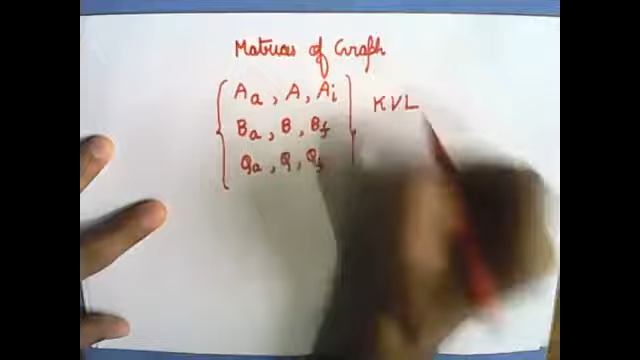 Matrices of Graph
Aa, A, Ai
KVL
Ba, B, Bf
Qa, Q, Qf